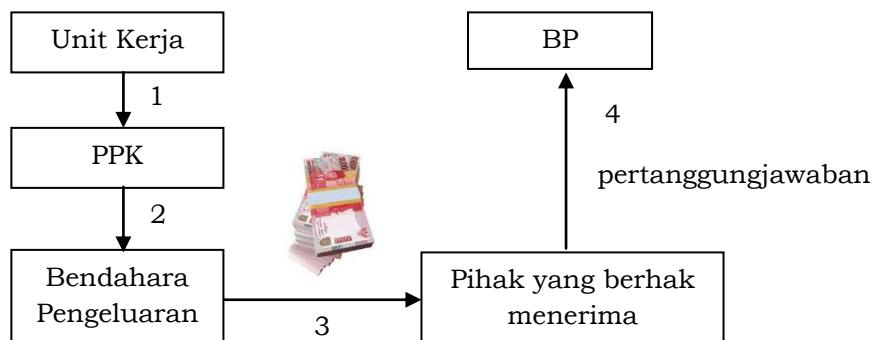 Unit Kerja
BP
1
4
PPK
pertanggungjawaban
2
Bendahara
Pengeluaran
3
Pihak yang berhak
menerima